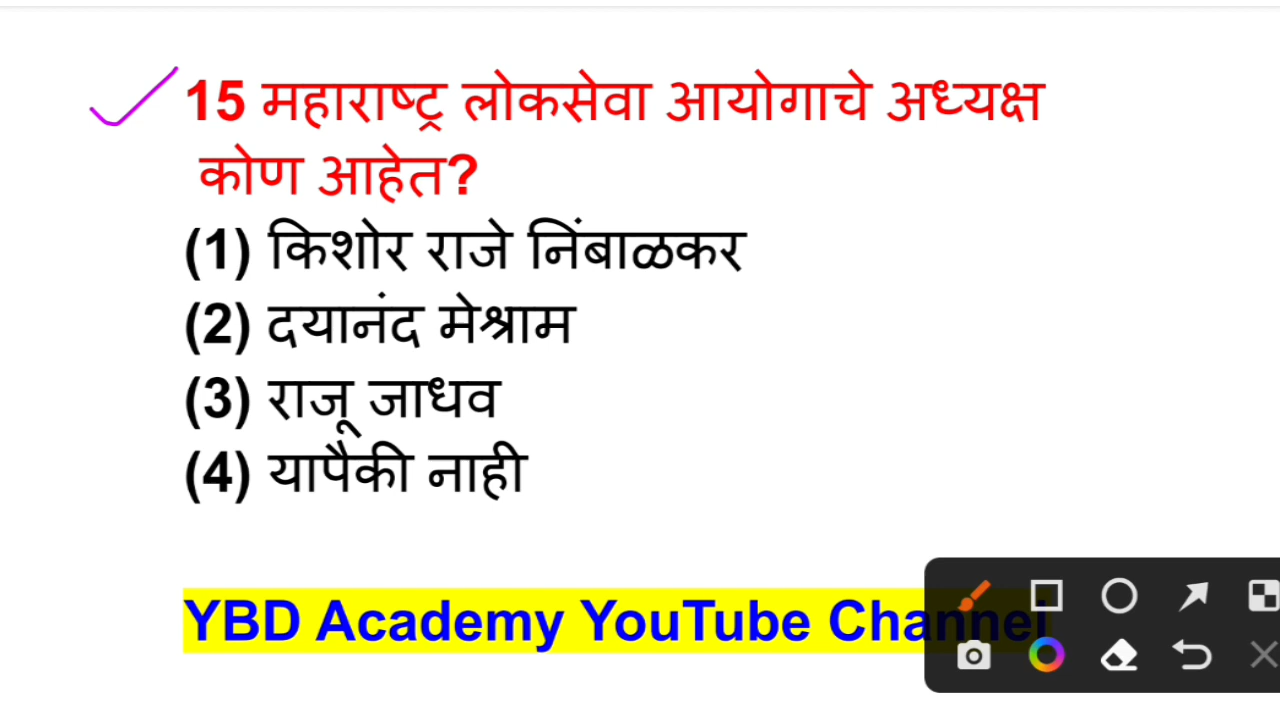 15 महाराष्ट्र लोकसेवा आयोगाचे अध्यक्ष
कोण आहेत?
(1) किशोर राजे निंबाळकर
(2) दयानंद मेश्राम
(3) राजू जाधव
(4) यापैकी नाही
YBD Academy YouTube Channel